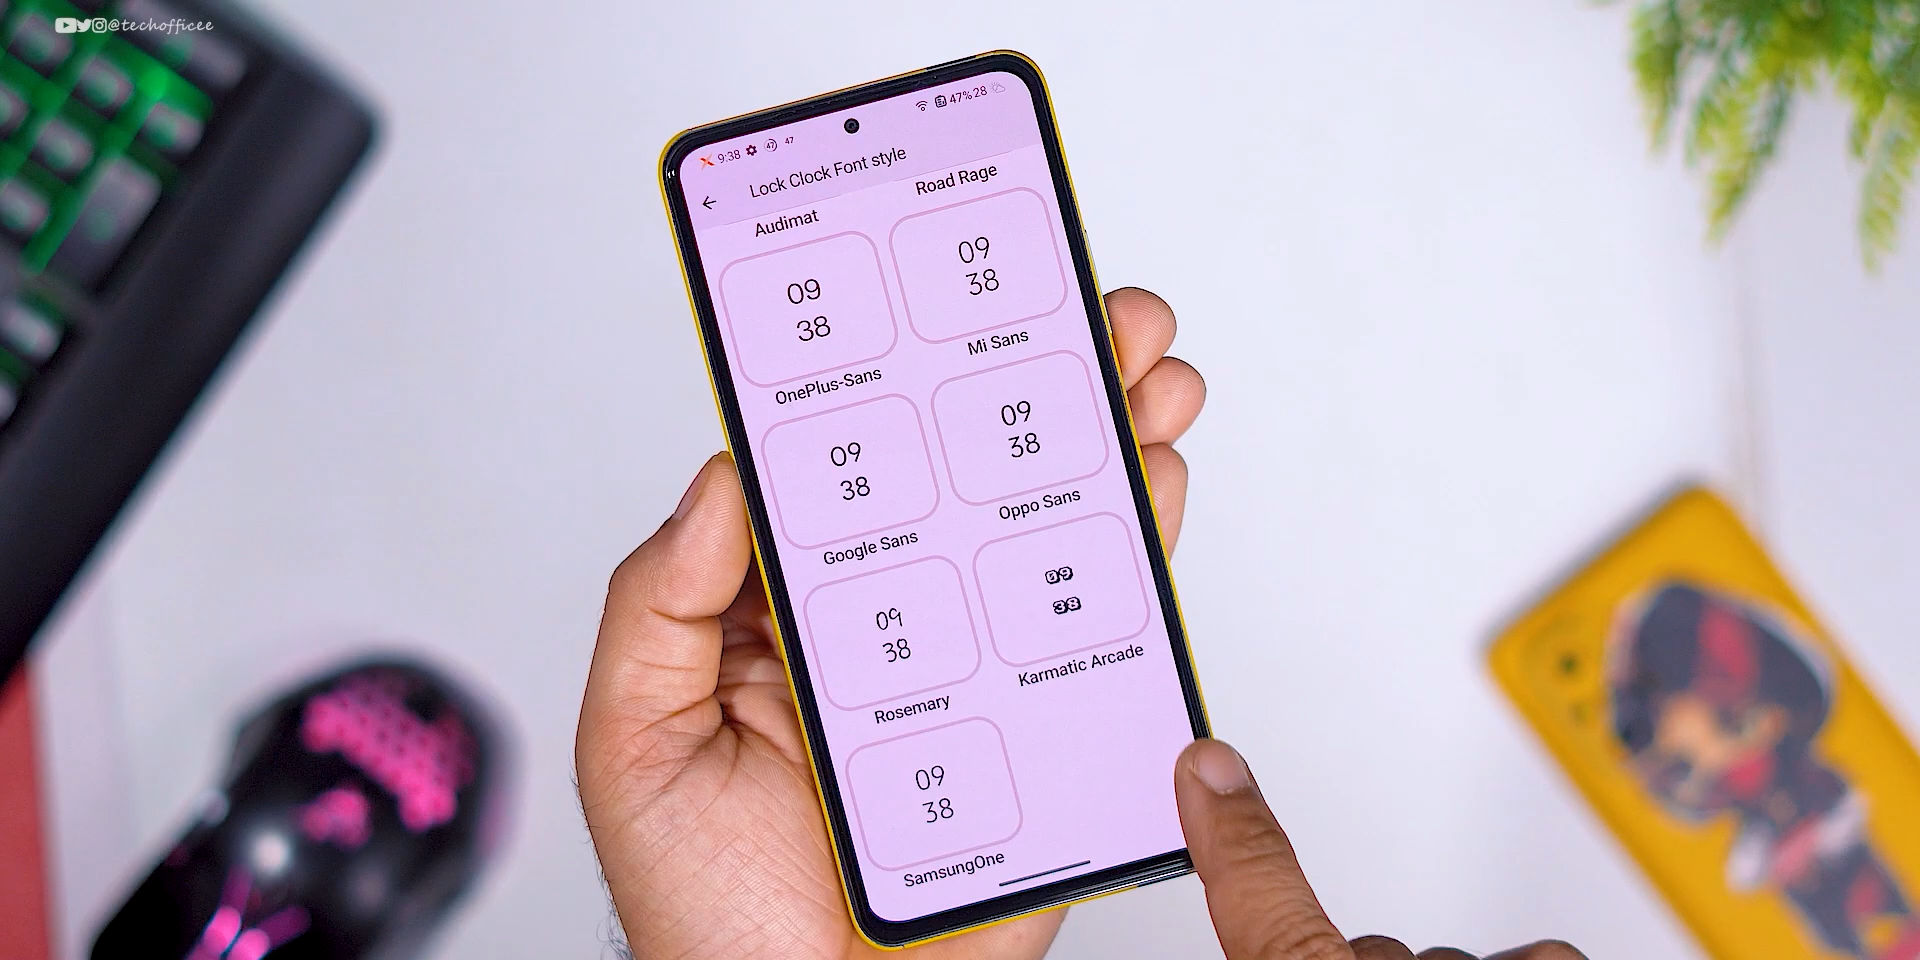 @techofficee
9:38 47 47 47% 28
Lock Clock Font style
Audimat Road Rage
09
38
09
38
OnePlus-Sans Mi Sans
09
38
09
38
Google Sans Oppo Sans
09
38
09
38
Rosemary Karmatic Arcade
09
38
SamsungOne